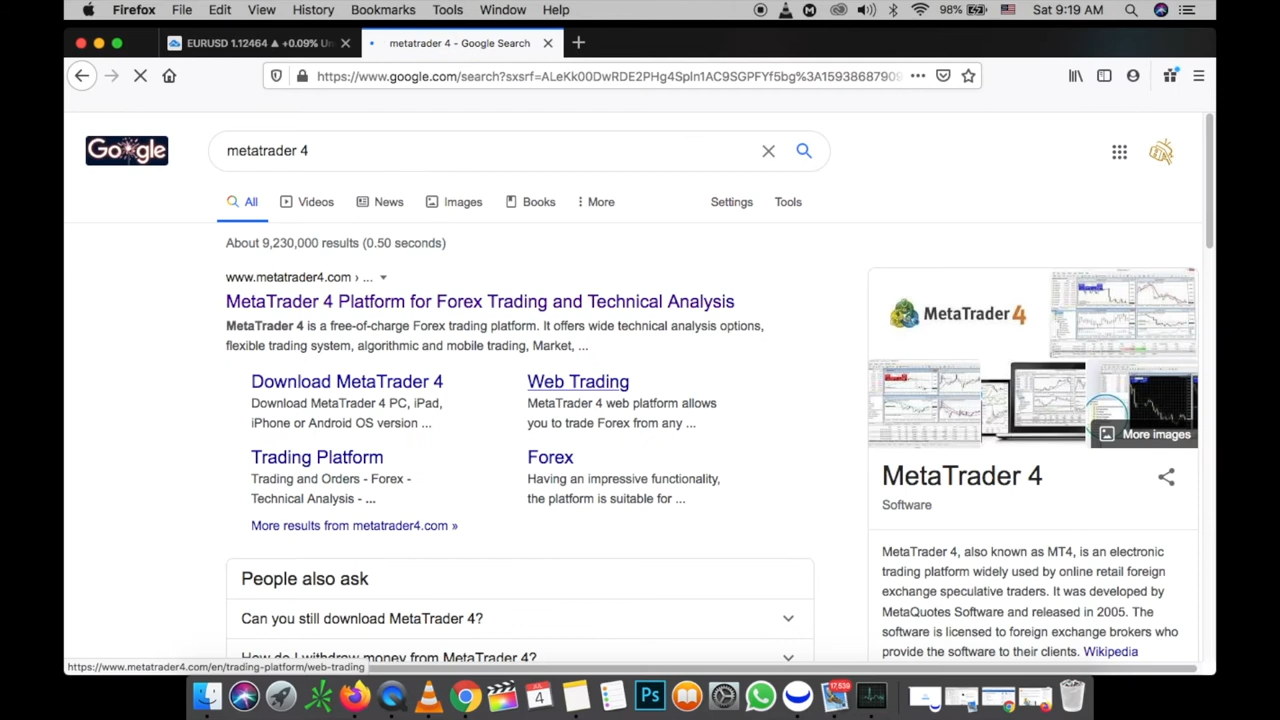 Firefox File Edit View History Bookmarks Tools Window Help
98% Sat 9:19 AM
EURUSD 1.12464 ▲ +0.09% Un
metatrader 4 - Google Search
https://www.google.com/search?sxsrf=ALeKk00DwRDE2PHg4Spln1AC9SGPFYf5bg%3A1593868790
Google
metatrader 4
All Videos News Images Books More Settings Tools
About 9,230,000 results (0.50 seconds)
www.metatrader4.com › ...
MetaTrader 4 Platform for Forex Trading and Technical Analysis
MetaTrader 4 is a free-of-charge Forex trading platform. It offers wide technical analysis options,
flexible trading system, algorithmic and mobile trading, Market, ...
Download MetaTrader 4
Download MetaTrader 4 PC, iPad,
iPhone or Android OS version ...
Web Trading
MetaTrader 4 web platform allows
you to trade Forex from any ...
Trading Platform
Trading and Orders - Forex -
Technical Analysis - ...
Forex
Having an impressive functionality,
the platform is suitable for ...
More results from metatrader4.com »
People also ask
Can you still download MetaTrader 4?
How do I withdraw money from MetaTrader 4?
MetaTrader 4
More images
MetaTrader 4
Software
MetaTrader 4, also known as MT4, is an electronic
trading platform widely used by online retail foreign
exchange speculative traders. It was developed by
MetaQuotes Software and released in 2005. The
software is licensed to foreign exchange brokers who
provide the software to their clients. Wikipedia
https://www.metatrader4.com/en/trading-platform/web-trading
4
Ps
17,539